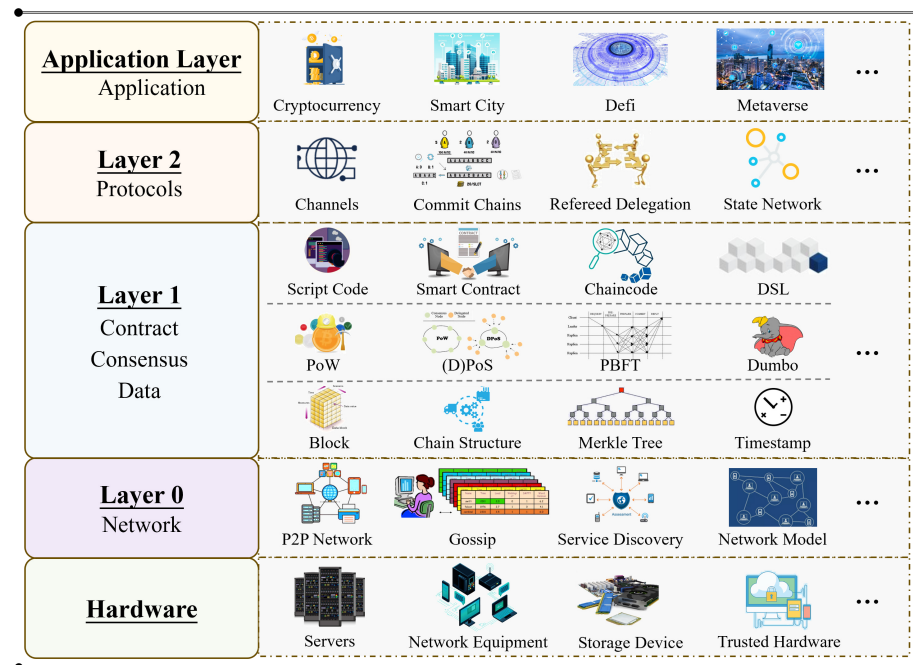 Application Layer
Application
Cryptocurrency
Smart City
Defi
Metaverse
...
Layer 2
Protocols
Channels
Commit Chains
Refereed Delegation
State Network
...
Layer 1
Contract
Consensus
Data
Script Code
CONTRACT
Smart Contract
Chaincode
DSL
PoW
PoW
DPoS
(D)PoS
PBFT
Dumbo
...
Block
Chain Structure
Merkle Tree
Timestamp
Layer 0
Network
P2P Network
Gossip
Service Discovery
Network Model
...
Hardware
Servers
Network Equipment
Storage Device
Trusted Hardware
...